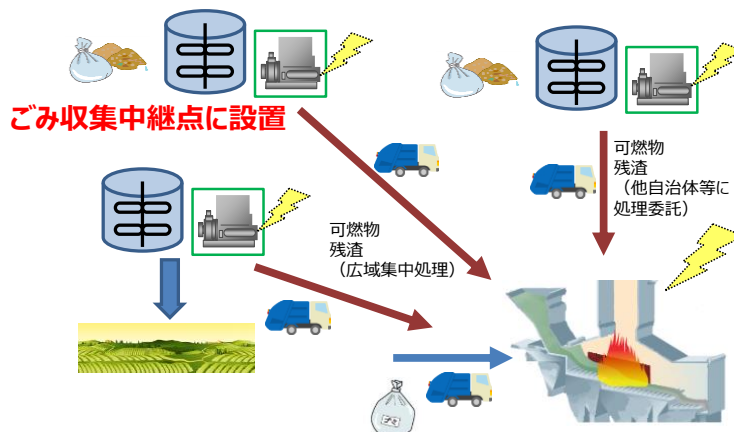 ごみ収集中継点に設置
可燃物
残渣
（他自治体等に
処理委託）
可燃物
残渣
（広域集中処理）